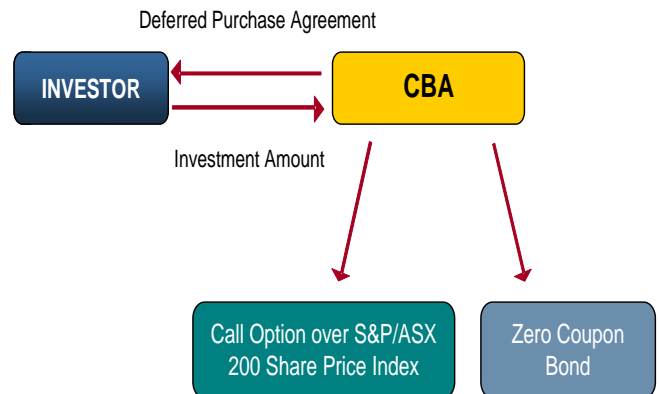 Deferred Purchase Agreement
INVESTOR
CBA
Investment Amount
Call Option over S&P/ASX
200 Share Price Index
Zero Coupon
Bond